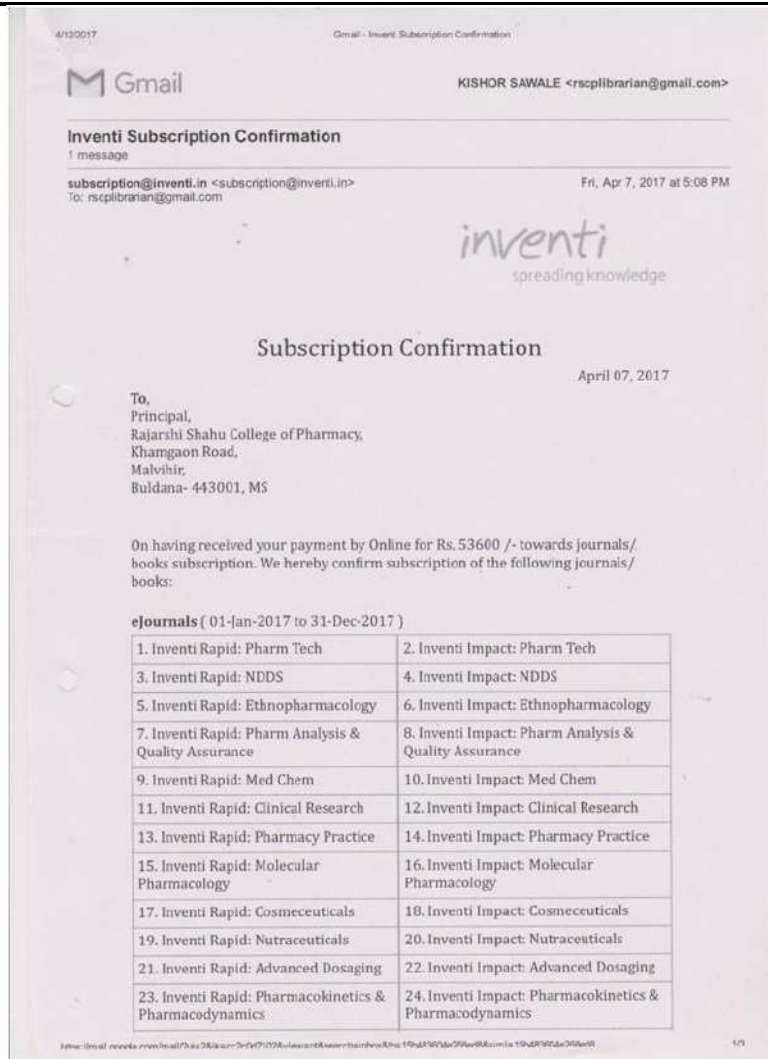 4/12/2017 Gmail - Inventi Subscription Confirmation
Gmail KISHOR SAWALE <rscplibrarian@gmail.com>
Inventi Subscription Confirmation
1 message
subscription@inventi.in <subscription@inventi.in> Fri, Apr 7, 2017 at 5:08 PM
To: rscplibrarian@gmail.com
inventi
spreading knowledge
Subscription Confirmation
April 07, 2017
To,
Principal,
Rajarshi Shahu College of Pharmacy,
Khamgaon Road,
Malvihir,
Buldana- 443001, MS
On having received your payment by Online for Rs. 53600 /- towards journals/
books subscription. We hereby confirm subscription of the following journals/
books:
eJournals ( 01-Jan-2017 to 31-Dec-2017 )
1. Inventi Rapid: Pharm Tech 2. Inventi Impact: Pharm Tech
3. Inventi Rapid: NDDS 4. Inventi Impact: NDDS
5. Inventi Rapid: Ethnopharmacology 6. Inventi Impact: Ethnopharmacology
7. Inventi Rapid: Pharm Analysis & 8. Inventi Impact: Pharm Analysis &
Quality Assurance Quality Assurance
9. Inventi Rapid: Med Chem 10. Inventi Impact: Med Chem
11. Inventi Rapid: Clinical Research 12. Inventi Impact: Clinical Research
13. Inventi Rapid: Pharmacy Practice 14. Inventi Impact: Pharmacy Practice
15. Inventi Rapid: Molecular 16. Inventi Impact: Molecular
Pharmacology Pharmacology
17. Inventi Rapid: Cosmeceuticals 18. Inventi Impact: Cosmeceuticals
19. Inventi Rapid: Nutraceuticals 20. Inventi Impact: Nutraceuticals
21. Inventi Rapid: Advanced Dosaging 22. Inventi Impact: Advanced Dosaging
23. Inventi Rapid: Pharmacokinetics & 24. Inventi Impact: Pharmacokinetics &
Pharmacodynamics Pharmacodynamics
1/3